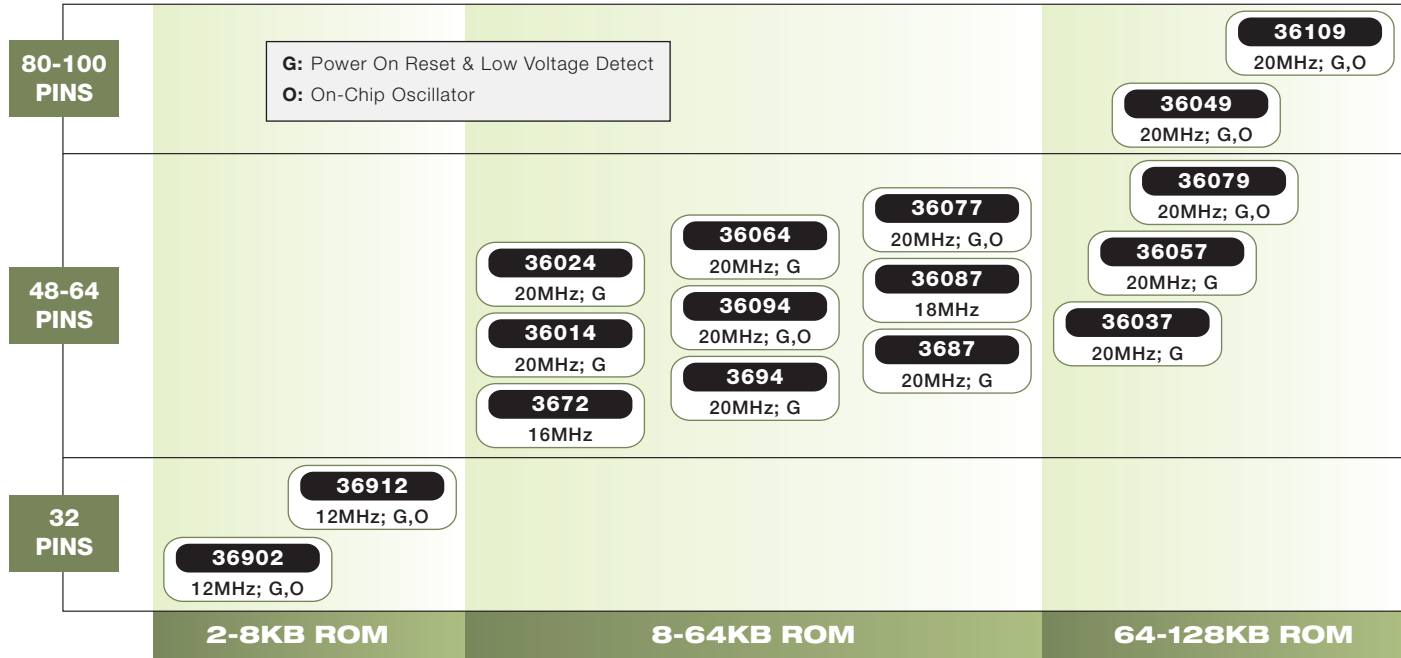 80-100
PINS
G: Power On Reset & Low Voltage Detect
O: On-Chip Oscillator
36109
20MHz; G,O
36049
20MHz; G,O
48-64
PINS
36024
20MHz; G
36014
20MHz; G
3672
16MHz
36064
20MHz; G
36094
20MHz; G,O
3694
20MHz; G
36077
20MHz; G,O
36087
18MHz
3687
20MHz; G
36079
20MHz; G,O
36057
20MHz; G
36037
20MHz; G
32
PINS
36912
12MHz; G,O
36902
12MHz; G,O
2-8KB ROM
8-64KB ROM
64-128KB ROM